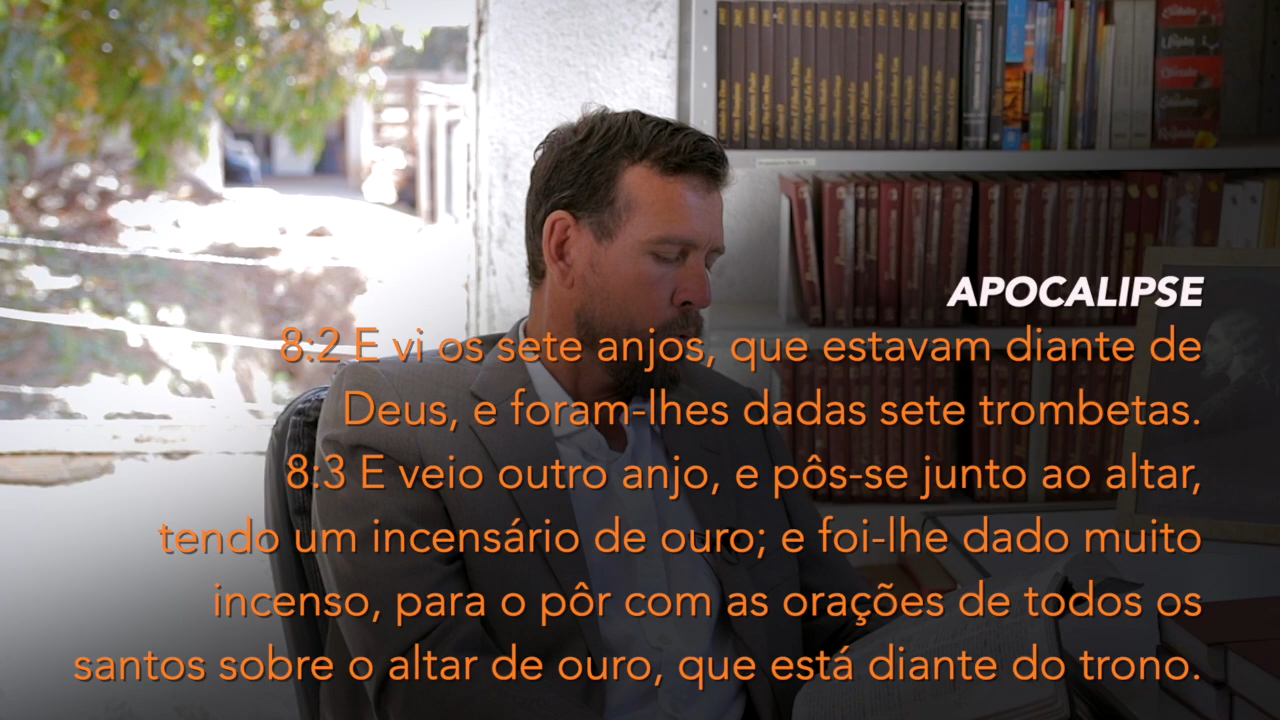 APOCALIPSE
8:2 E vi os sete anjos, que estavam diante de
Deus, e foram-lhes dadas sete trombetas.
8:3 E veio outro anjo, e pôs-se junto ao altar,
tendo um incensário de ouro; e foi-lhe dado muito
incenso, para o pôr com as orações de todos os
santos sobre o altar de ouro, que está diante do trono.